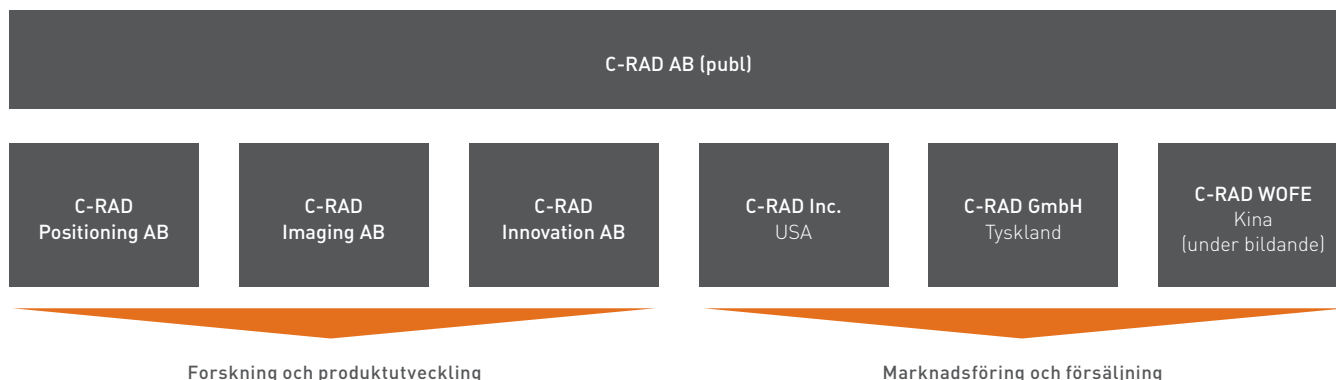 C-RAD AB (publ)
C-RAD
Positioning AB
C-RAD
Imaging AB
C-RAD
Innovation AB
C-RAD Inc.
USA
C-RAD GmbH
Tyskland
C-RAD WOFE
Kina
(under bildande)
Forskning och produktutveckling
Marknadsföring och försäljning